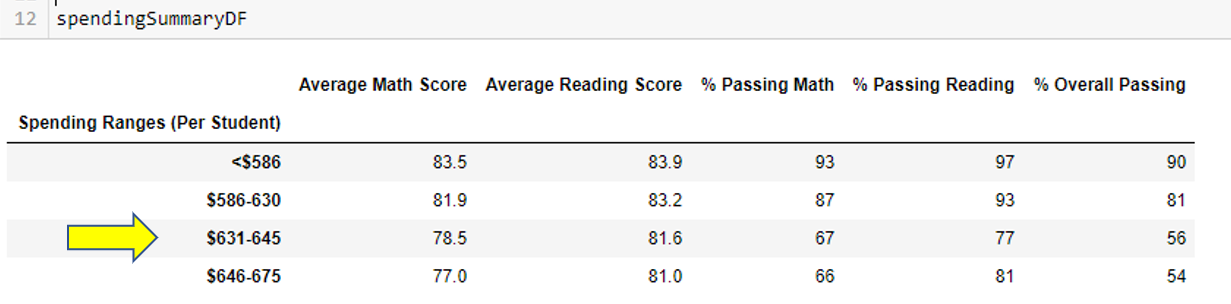 12 spendingSummaryDF
Average Math Score Average Reading Score % Passing Math % Passing Reading % Overall Passing
Spending Ranges (Per Student)
<$586 83.5 83.9 93 97 90
$586-630 81.9 83.2 87 93 81
$631-645 78.5 81.6 67 77 56
$646-675 77.0 81.0 66 81 54